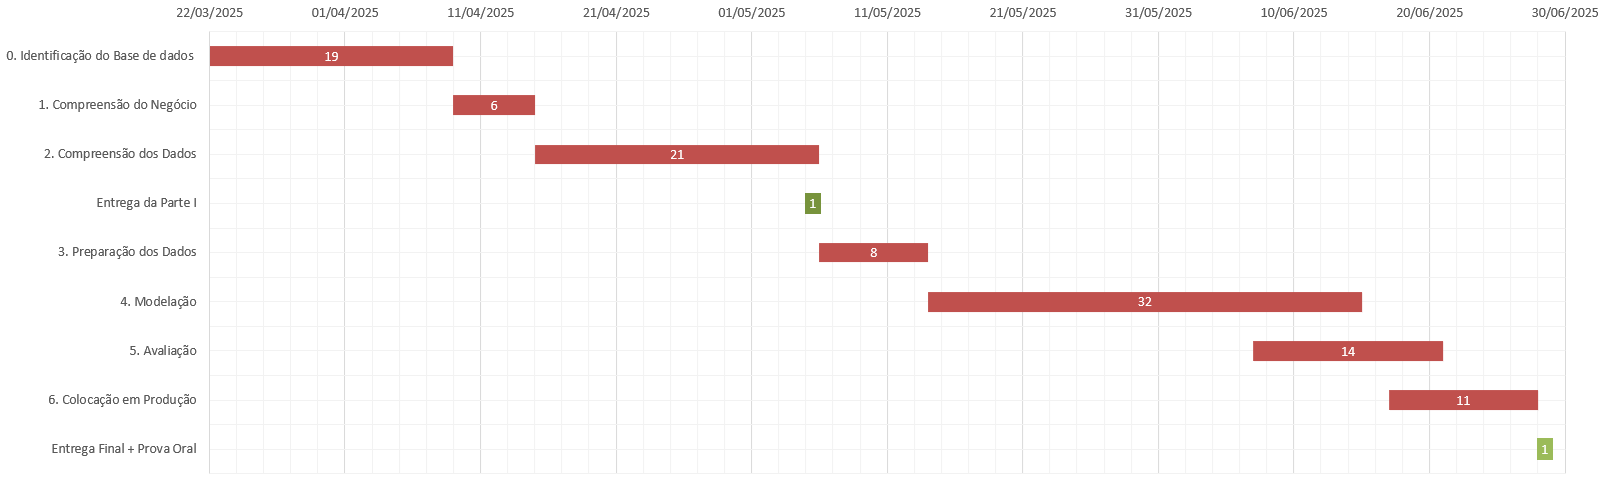 22/03/2025 01/04/2025 11/04/2025 21/04/2025 01/05/2025 11/05/2025 21/05/2025 31/05/2025 10/06/2025 20/06/2025 30/06/2025
0. Identificação do Base de dados 19
1. Compreensão do Negócio 6
2. Compreensão dos Dados 21
Entrega da Parte I 1
3. Preparação dos Dados 8
4. Modelação 32
5. Avaliação 14
6. Colocação em Produção 11
Entrega Final + Prova Oral 1